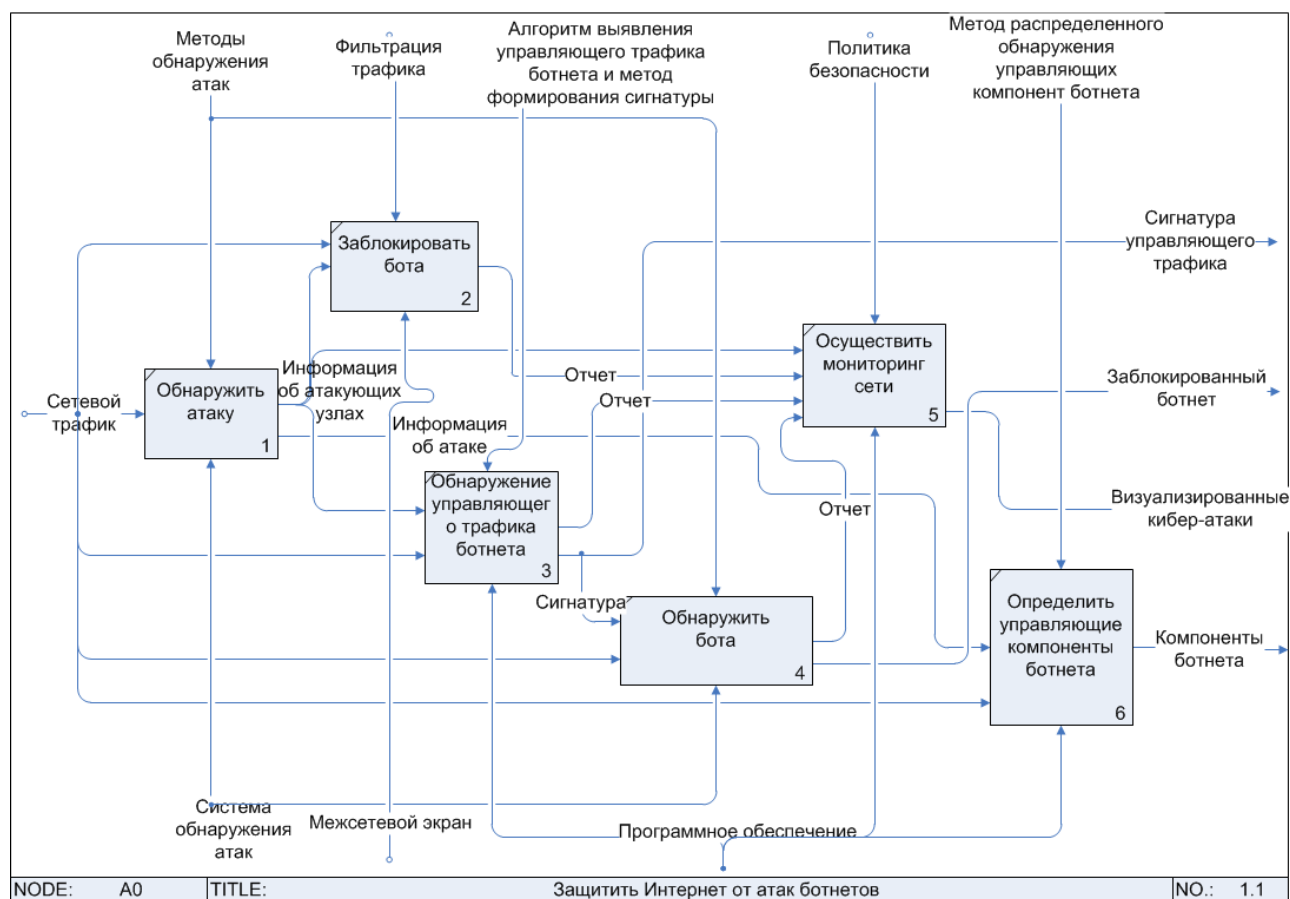 Методы
обнаружения
атак
Фильтрация
трафика
Алгоритм выявления
управляющего трафика
ботнета и метод
формирования сигнатуры
Политика
безопасности
Метод распределенного
обнаружения
управляющих
компонент ботнета
Заблокировать
бота
2
Сигнатура
управляющего
трафика
Осуществить
мониторинг
сети
5
Обнаружить
атаку
1
Информация
об атакующих
узлах
Сетевой
трафик
Отчет
Отчет
Заблокированный
ботнет
Информация
об атаке
Обнаружение
управляющег
о трафика
ботнета
3
Отчет
Визуализированные
кибер-атаки
Сигнатура
Обнаружить
бота
4
Определить
управляющие
компоненты
ботнета
6
Компоненты
ботнета
Система
обнаружения
атак
Межсетевой экран
Программное обеспечение
NODE: A0
TITLE: Защитить Интернет от атак ботнетов
NO.: 1.1